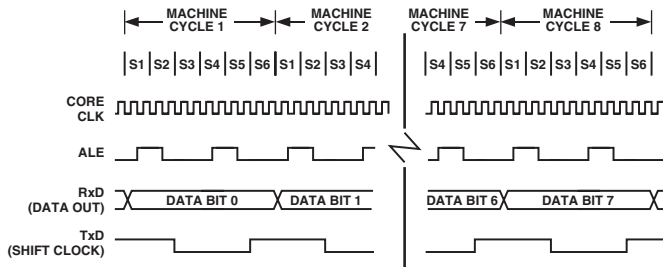 MACHINE CYCLE 1
MACHINE CYCLE 2
MACHINE CYCLE 7
MACHINE CYCLE 8
S1 S2 S3 S4 S5 S6 S1 S2 S3 S4
S4 S5 S6 S1 S2 S3 S4 S5 S6
CORE CLK
ALE
RxD (DATA OUT)
DATA BIT 0
DATA BIT 1
DATA BIT 6
DATA BIT 7
TxD (SHIFT CLOCK)